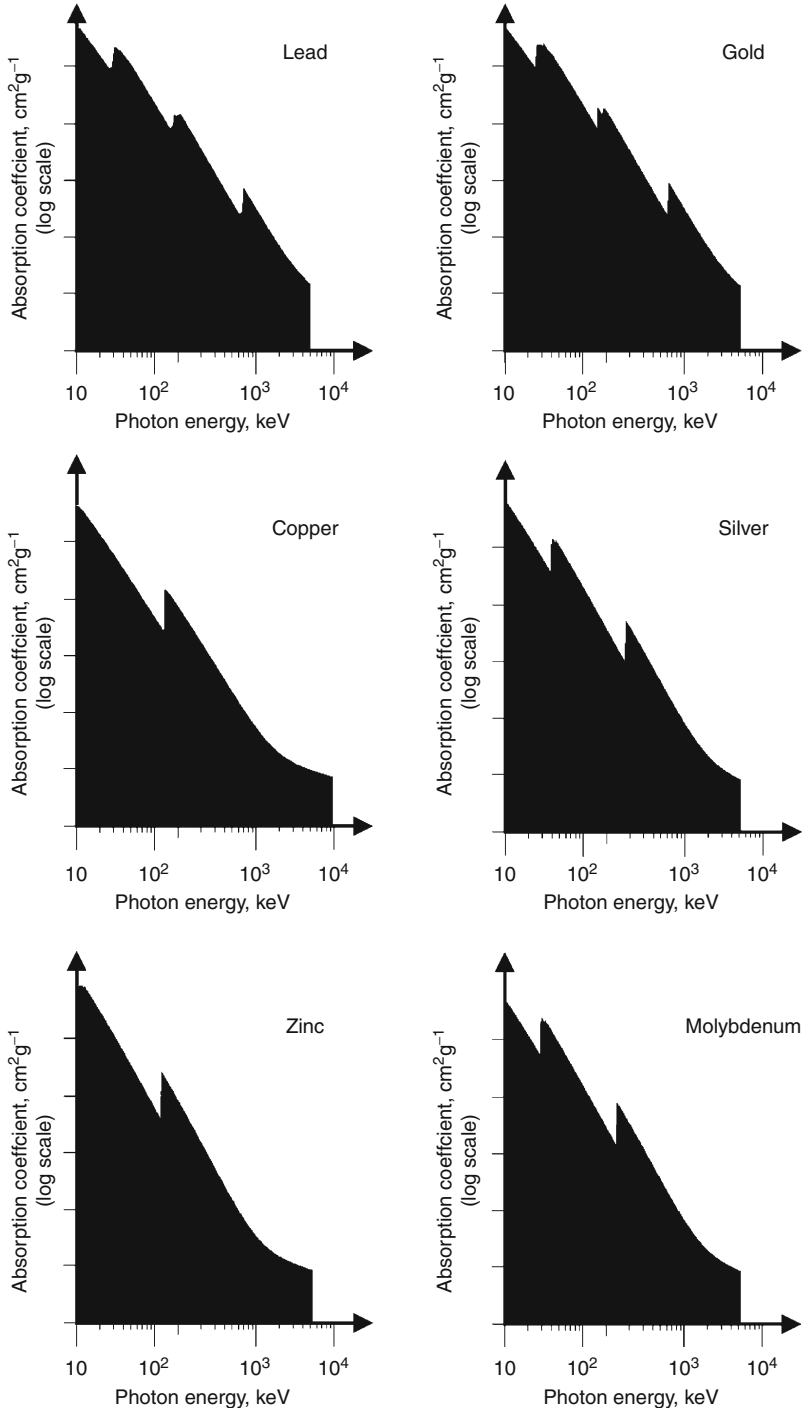 Absorption coeffcient, cm²g⁻¹
(log scale)
Lead
10 10² 10³ 10⁴
Photon energy, keV
Absorption coeffcient, cm²g⁻¹
(log scale)
Gold
10 10² 10³ 10⁴
Photon energy, keV
Absorption coeffcient, cm²g⁻¹
(log scale)
Copper
10 10² 10³ 10⁴
Photon energy, keV
Absorption coeffcient, cm²g⁻¹
(log scale)
Silver
10 10² 10³ 10⁴
Photon energy, keV
Absorption coeffcient, cm²g⁻¹
(log scale)
Zinc
10 10² 10³ 10⁴
Photon energy, keV
Absorption coeffcient, cm²g⁻¹
(log scale)
Molybdenum
10 10² 10³ 10⁴
Photon energy, keV